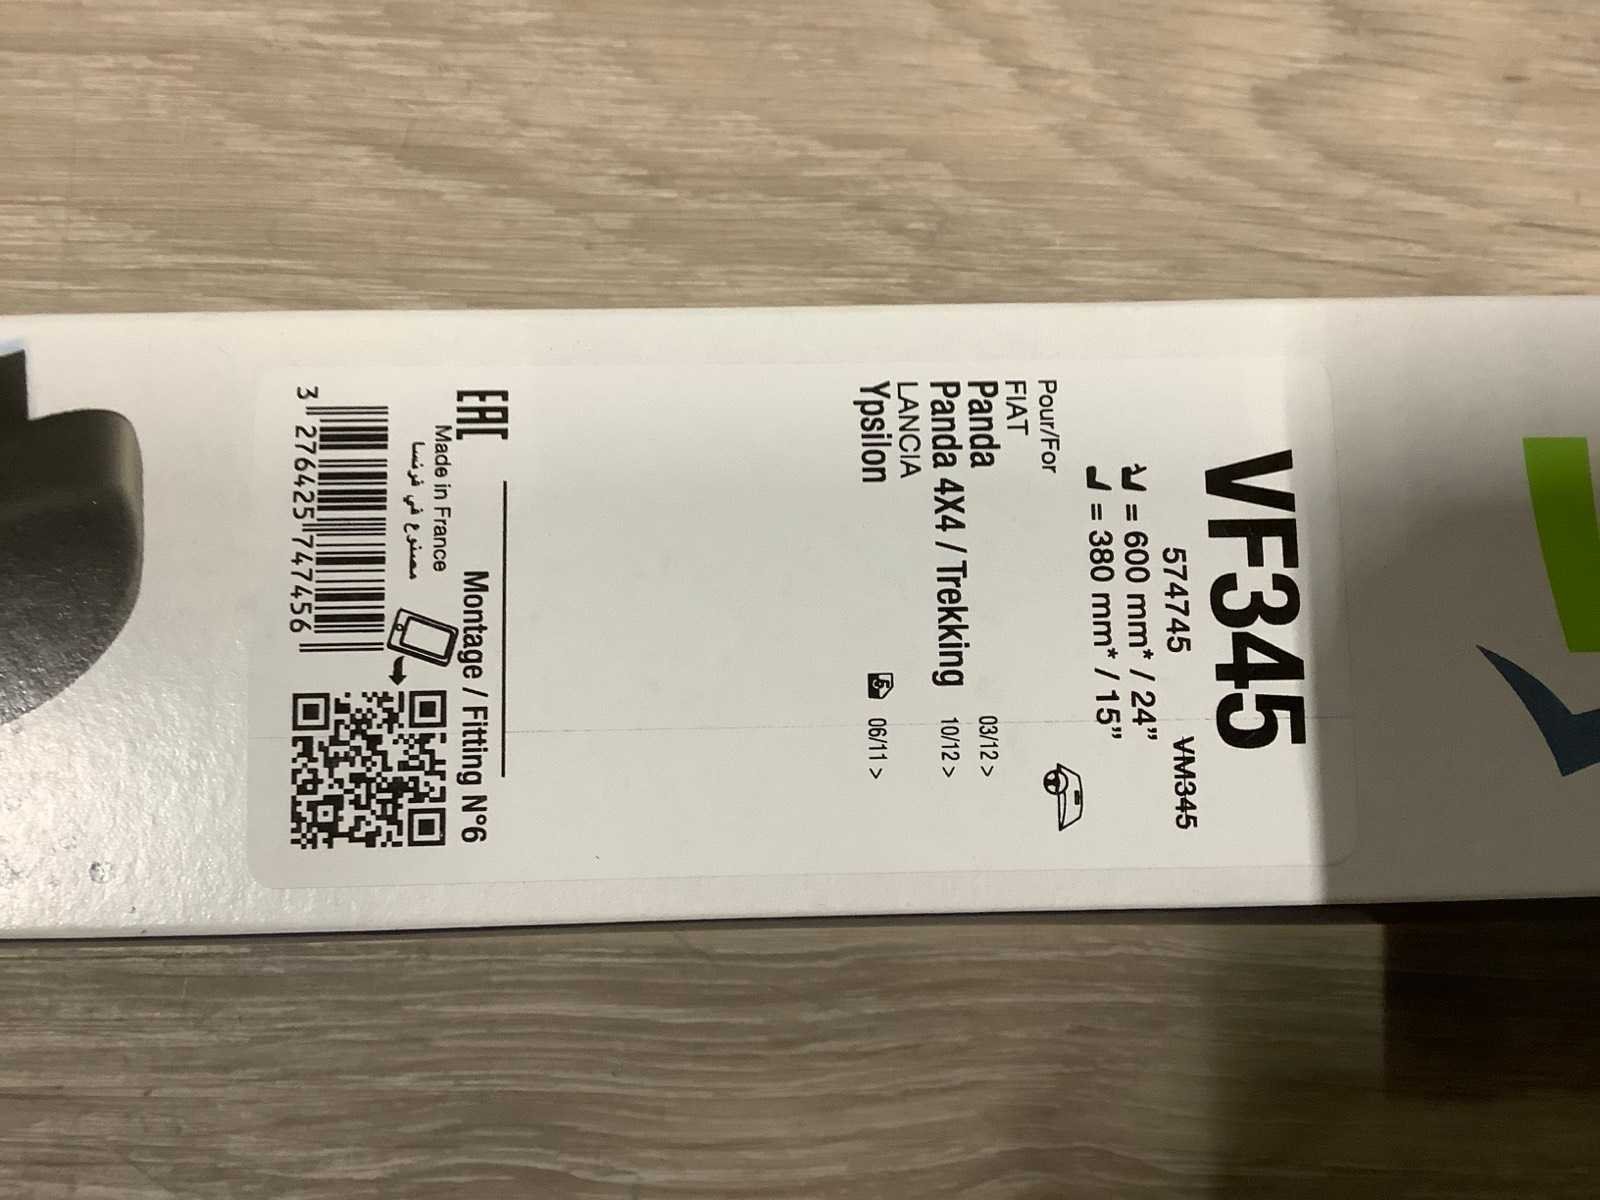 VF345
574745 VM345
= 600 mm* / 24”
= 380 mm* / 15”
Pour/For
FIAT
Panda 03/12 >
Panda 4X4 / Trekking 10/12 >
LANCIA
Ypsilon 5 06/11 >
Montage / Fitting N°6
EAC
Made in France
مصنوع في فرنسا
3 276425 747456